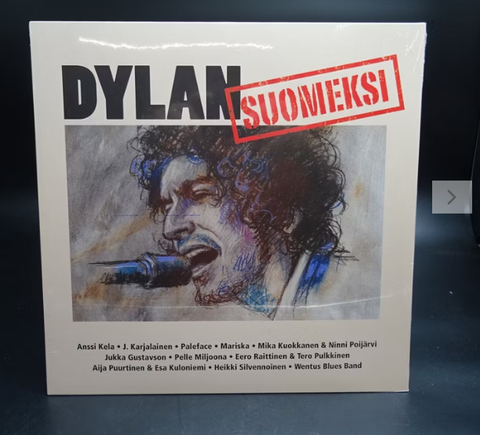 DYLAN
SUOMEKSI
Anssi Kela • J. Karjalainen • Paleface • Mariska • Mika Kuokkanen & Ninni Poijärvi
Jukka Gustavson • Pelle Miljoona • Eero Raittinen & Tero Pulkkinen
Aija Puurtinen & Esa Kuloniemi • Heikki Silvennoinen • Wentus Blues Band